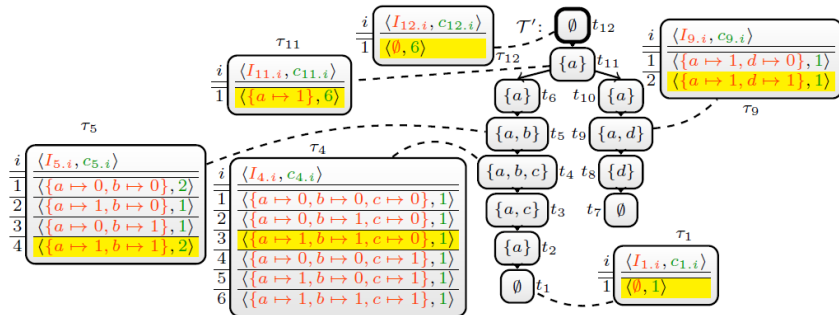 i ⟨I₁₂.ᵢ, c₁₂.ᵢ⟩
1 ⟨∅, 6⟩
τ₁₂
𝒯′: ∅ t₁₂
τ₁₁
i ⟨I₁₁.ᵢ, c₁₁.ᵢ⟩
1 ⟨{a ↦ 1}, 6⟩
{a} t₁₁
i ⟨I₉.ᵢ, c₉.ᵢ⟩
1 ⟨{a ↦ 1, d ↦ 0}, 1⟩
2 ⟨{a ↦ 1, d ↦ 1}, 1⟩
τ₉
{a} t₆
t₁₀ {a}
{a, b} t₅
t₉ {a, d}
{a, b, c} t₄
t₈ {d}
{a, c} t₃
t₇ ∅
{a} t₂
∅ t₁
τ₅
i ⟨I₅.ᵢ, c₅.ᵢ⟩
1 ⟨{a ↦ 0, b ↦ 0}, 2⟩
2 ⟨{a ↦ 1, b ↦ 0}, 1⟩
3 ⟨{a ↦ 0, b ↦ 1}, 1⟩
4 ⟨{a ↦ 1, b ↦ 1}, 2⟩
τ₄
i ⟨I₄.ᵢ, c₄.ᵢ⟩
1 ⟨{a ↦ 0, b ↦ 0, c ↦ 0}, 1⟩
2 ⟨{a ↦ 0, b ↦ 1, c ↦ 0}, 1⟩
3 ⟨{a ↦ 1, b ↦ 1, c ↦ 0}, 1⟩
4 ⟨{a ↦ 0, b ↦ 0, c ↦ 1}, 1⟩
5 ⟨{a ↦ 1, b ↦ 0, c ↦ 1}, 1⟩
6 ⟨{a ↦ 1, b ↦ 1, c ↦ 1}, 1⟩
τ₁
i ⟨I₁.ᵢ, c₁.ᵢ⟩
1 ⟨∅, 1⟩